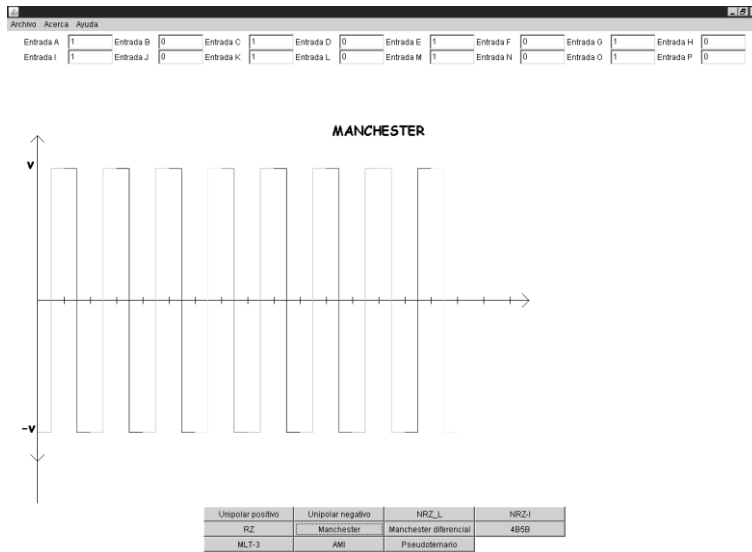 Archivo Acerca Ayuda
Entrada A 1 Entrada B 0 Entrada C 1 Entrada D 0 Entrada E 1 Entrada F 0 Entrada G 1 Entrada H 0
Entrada I 1 Entrada J 0 Entrada K 1 Entrada L 0 Entrada M 1 Entrada N 0 Entrada O 1 Entrada P 0
MANCHESTER
V
-V
Unipolar positivo Unipolar negativo NRZ_L NRZ-I
RZ Manchester Manchester diferencial 4B5B
MLT-3 AMI Pseudoternario